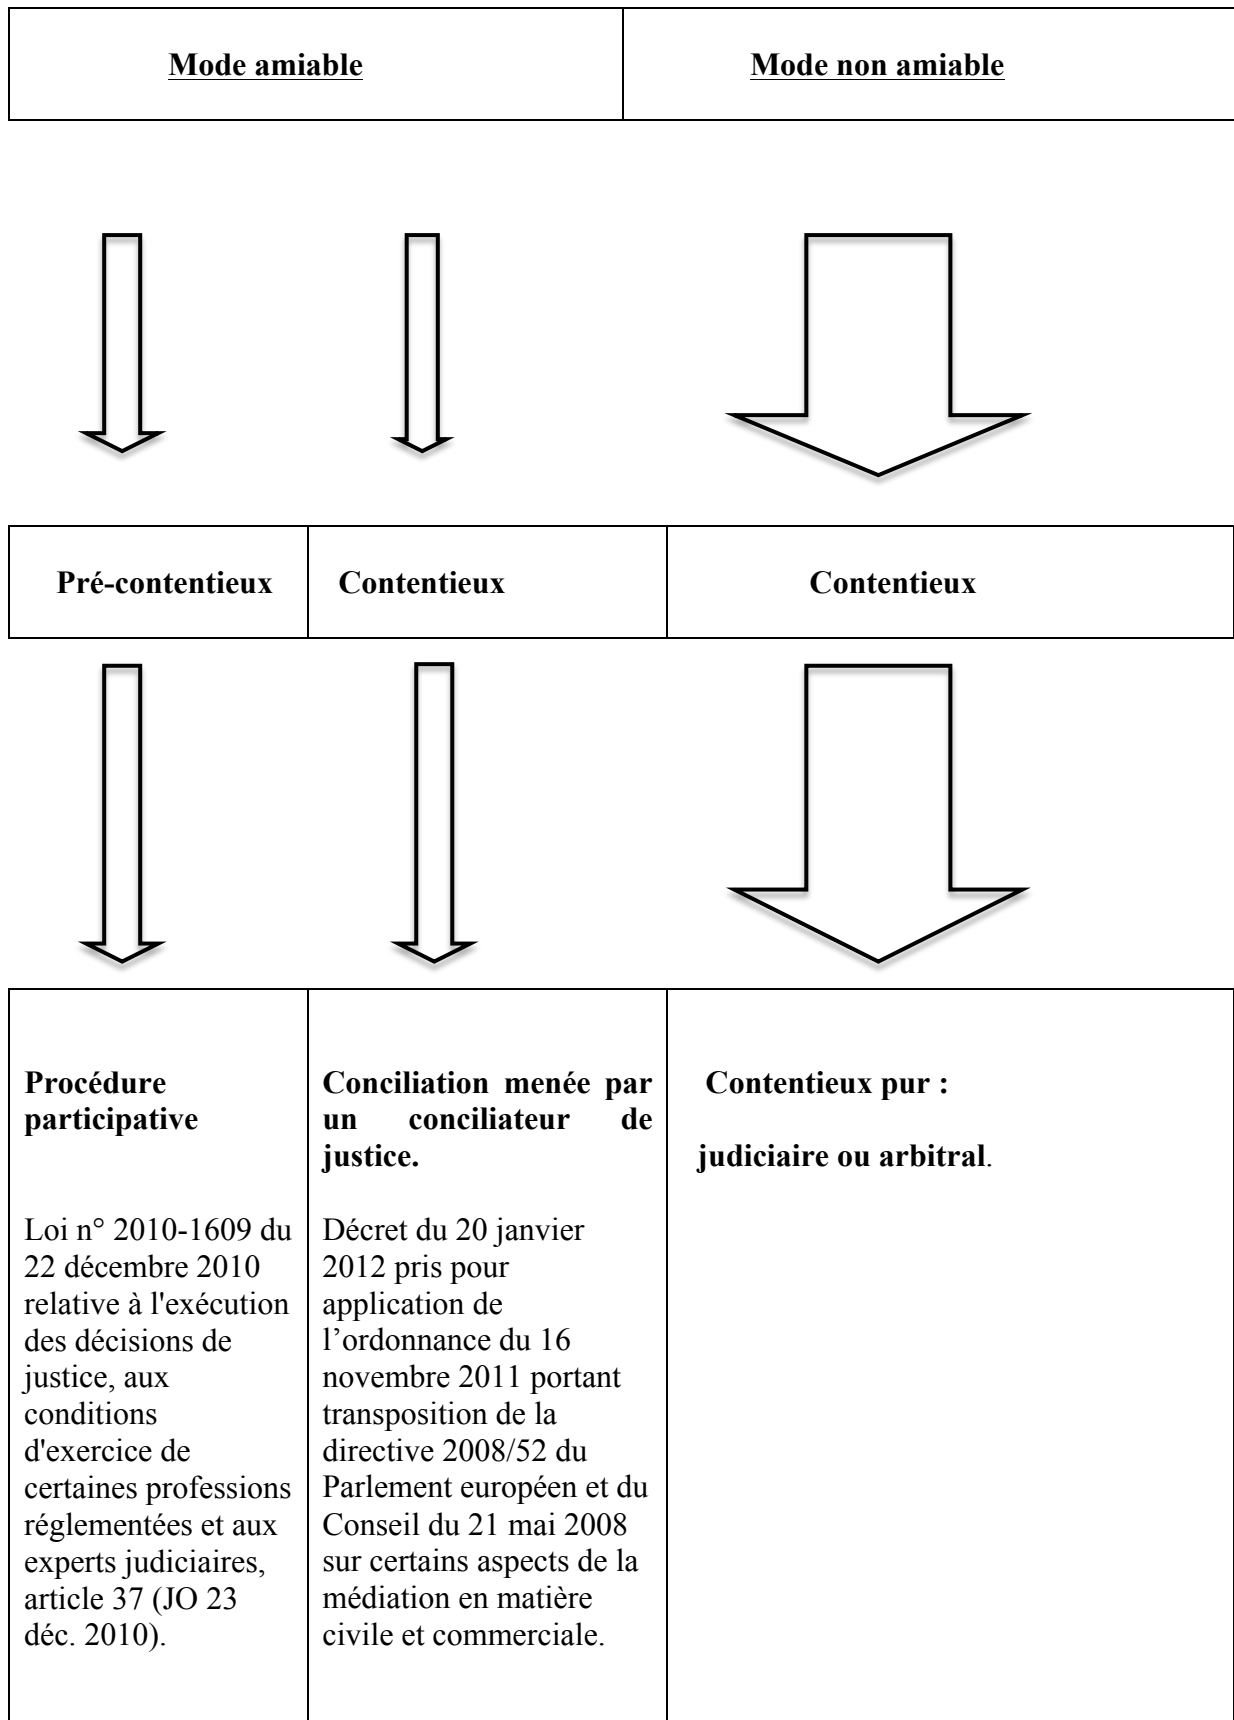 Mode amiable
Mode non amiable
Pré-contentieux
Contentieux
Contentieux
Procédure
participative
Loi n° 2010-1609 du
22 décembre 2010
relative à l'exécution
des décisions de
justice, aux
conditions
d'exercice de
certaines professions
réglementées et aux
experts judiciaires,
article 37 (JO 23
déc. 2010).
Conciliation menée par
un conciliateur de
justice.
Décret du 20 janvier
2012 pris pour
application de
l’ordonnance du 16
novembre 2011 portant
transposition de la
directive 2008/52 du
Parlement européen et du
Conseil du 21 mai 2008
sur certains aspects de la
médiation en matière
civile et commerciale.
Contentieux pur :
judiciaire ou arbitral.